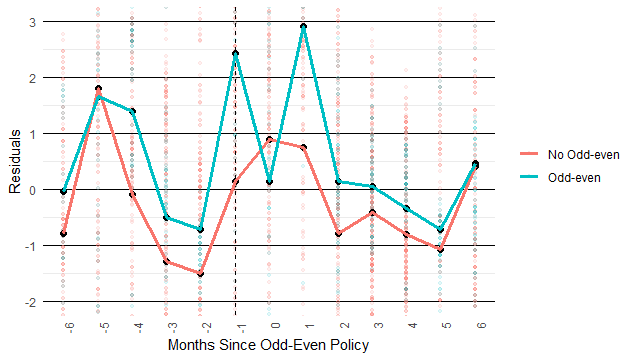 3
2
1
0
-1
-2
Residuals
-6 -5 -4 -3 -2 -1 0 1 2 3 4 5 6
Months Since Odd-Even Policy
No Odd-even
Odd-even